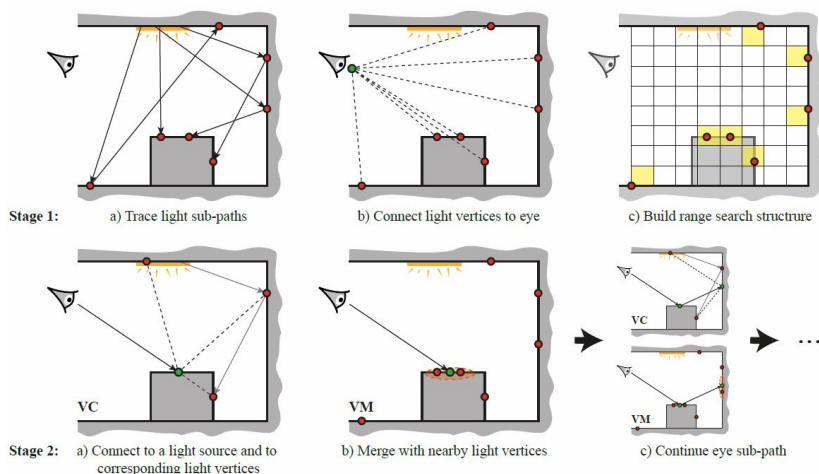 Stage 1: a) Trace light sub-paths b) Connect light vertices to eye c) Build range search structrure
VC VM VC
VM
Stage 2: a) Connect to a light source and to b) Merge with nearby light vertices c) Continue eye sub-path
corresponding light vertices